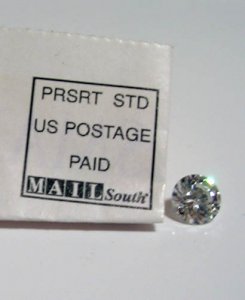 PRSRT STD
US POSTAGE
PAID
MAIL South®